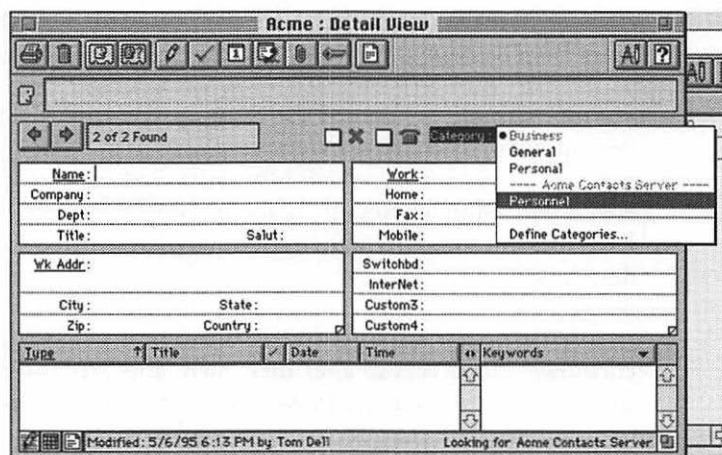 Acme : Detail View
2 of 2 Found
Category :
Business
General
Personal
---- Acme Contacts Server ----
Personnel
Define Categories...
Name :
Company :
Dept :
Title : Salut :
Work :
Home :
Fax :
Mobile :
Wk Addr :
City : State :
Zip : Country :
Switchbd :
InterNet :
Custom3 :
Custom4 :
Type Title Date Time Keywords
Modified : 5/6/95 6:13 PM by Tom Dell Looking for Acme Contacts Server